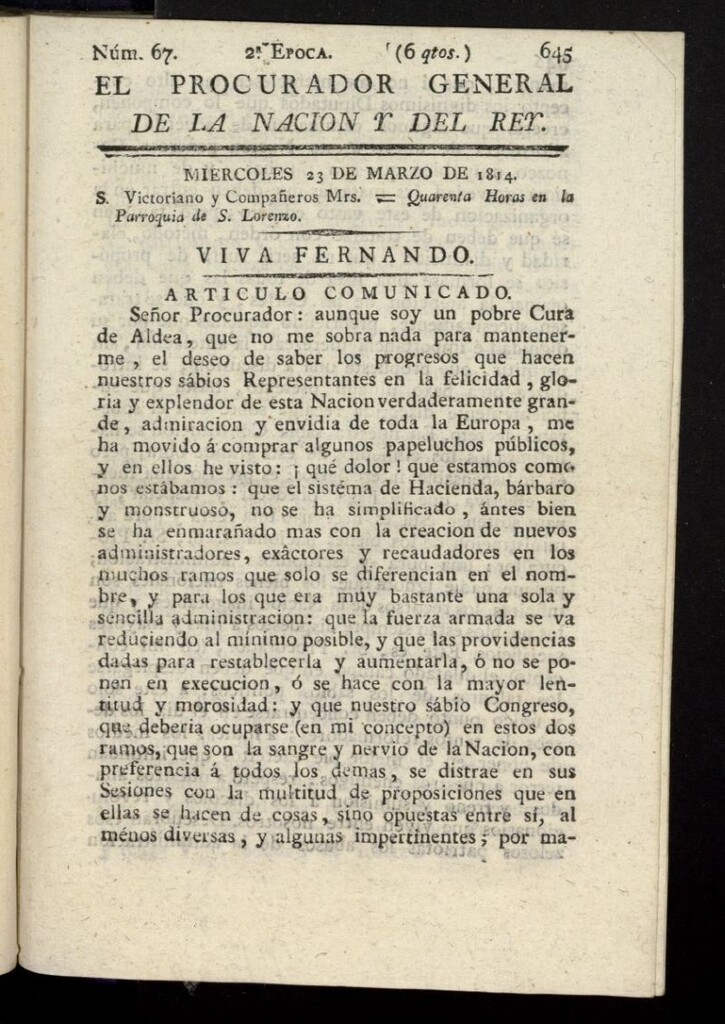 Núm. 67. 2.ª EPOCA. (6 qtos.) 645
EL PROCURADOR GENERAL
DE LA NACION Y DEL REY.
MIERCOLES 23 DE MARZO DE 1814.
S. Victoriano y Compañeros Mrs. = Quarenta Horas en la
Parroquia de S. Lorenzo.
VIVA FERNANDO.
ARTICULO COMUNICADO.
Señor Procurador: aunque soy un pobre Cura
de Aldea, que no me sobra nada para mantener-
me, el deseo de saber los progresos que hacen
nuestros sábios Representantes en la felicidad, glo-
ria y explendor de esta Nacion verdaderamente gran-
de, admiracion y envidia de toda la Europa, me
ha movido á comprar algunos papeluchos públicos,
y en ellos he visto: ¡ qué dolor! que estamos como
nos estábamos: que el sistéma de Hacienda, bárbaro
y monstruoso, no se ha simplificado, ántes bien
se ha enmarañado mas con la creacion de nuevos
administradores, exâctores y recaudadores en los
muchos ramos que solo se diferencian en el nom-
bre, y para los que era muy bastante una sola y
sencilla administracion: que la fuerza armada se va
reduciendo al mínimo posible, y que las providencias
dadas para restablecerla y aumentarla, ó no se po-
nen en execucion, ó se hace con la mayor len-
titud y morosidad: y que nuestro sábio Congreso,
que deberia ocuparse (en mi concepto) en estos dos
ramos, que son la sangre y nervio de la Nacion, con
preferencia á todos los demas, se distrae en sus
Sesiones con la multitud de proposiciones que en
ellas se hacen de cosas, sino opuestas entre sí, al
ménos diversas, y algunas impertinentes; por ma-